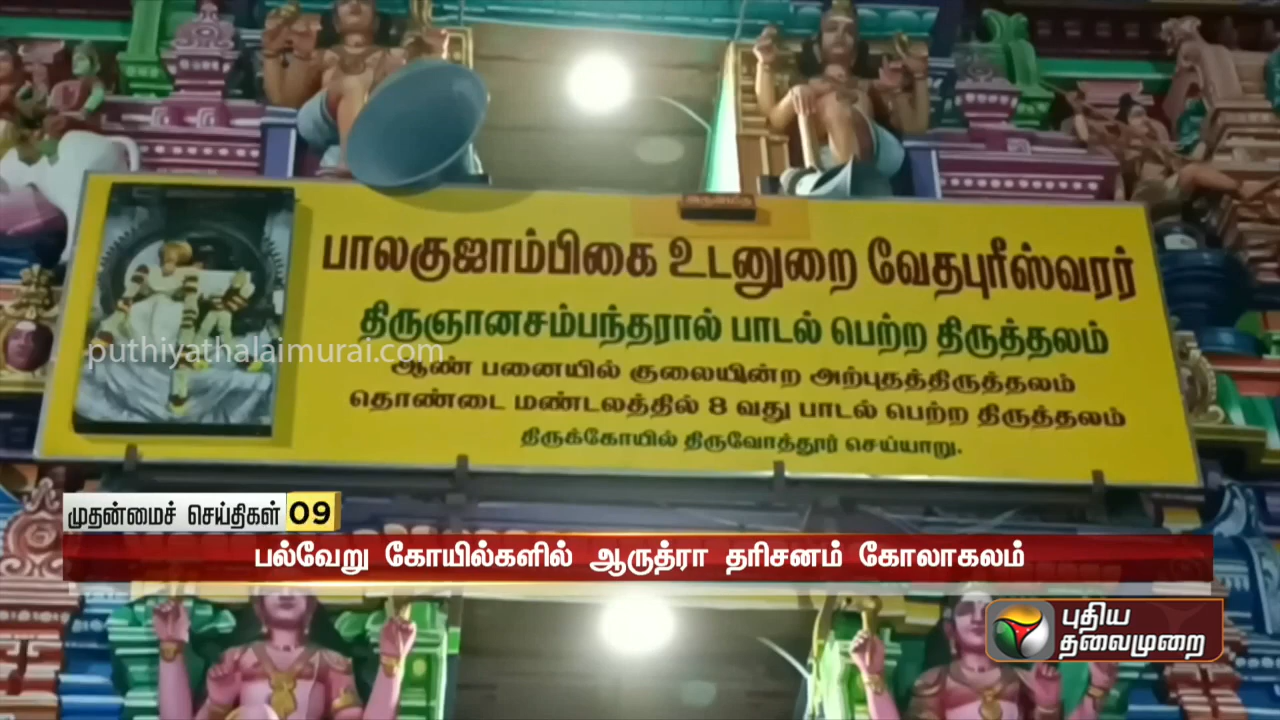 பாலகுஜாம்பிகை உடனுறை வேதபுரீஸ்வரர்
திருஞானசம்பந்தரால் பாடல் பெற்ற திருத்தலம்
puthiyathalaimurai.com
ஆண் பனையில் குலையின்ற அற்புதத்திருத்தலம்
தொண்டை மண்டலத்தில் 8 வது பாடல் பெற்ற திருத்தலம்
திருக்கோயில் திருவோத்தூர் செய்யாறு.
முதன்மைச் செய்திகள் 09
பல்வேறு கோயில்களில் ஆருத்ரா தரிசனம் கோலாகலம்
புதிய
தலைமுறை